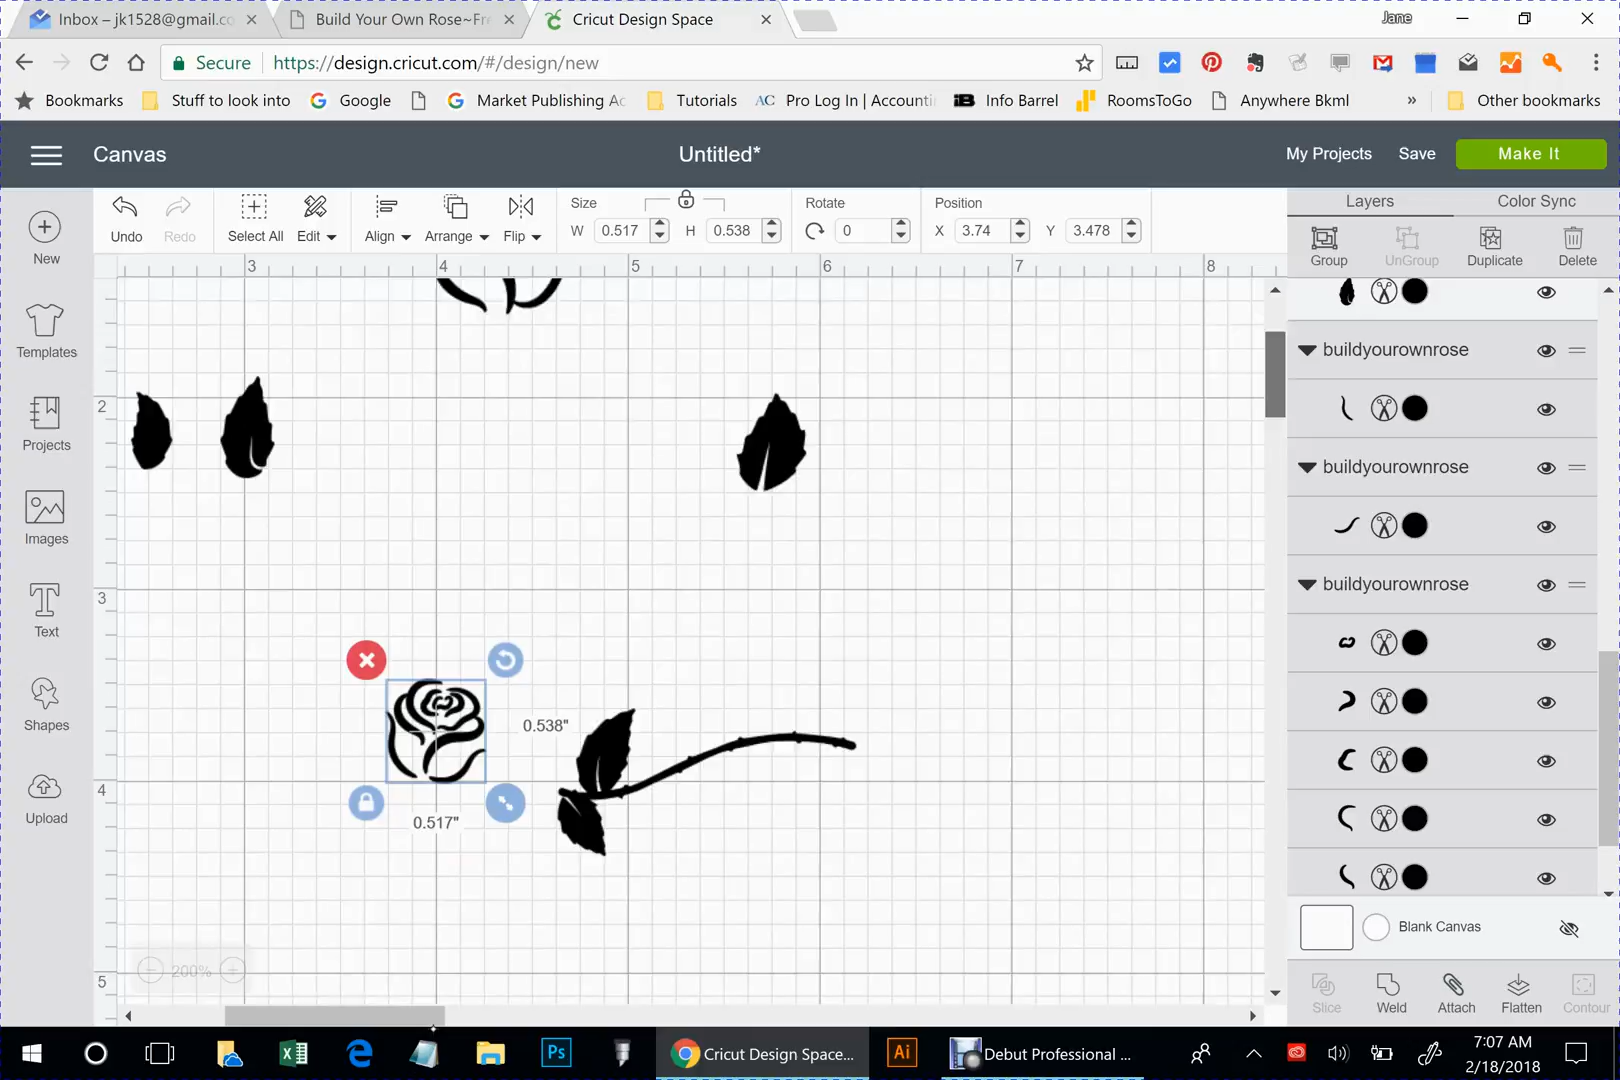 Inbox – jk1528@gmail.co
Build Your Own Rose~Fre
Cricut Design Space
Jane
Secure
https://design.cricut.com/#/design/new
Bookmarks
Stuff to look into
Google
Market Publishing Ac
Tutorials
AC Pro Log In | Accounti
iB Info Barrel
RoomsToGo
Anywhere Bkml
»
Other bookmarks
Canvas
Untitled*
My Projects
Save
Make It
New
Templates
Projects
Images
Text
Shapes
Upload
Undo
Redo
Select All
Edit
Align
Arrange
Flip
Size
W 0.517
H 0.538
Rotate
0
Position
X 3.74
Y 3.478
Layers
Color Sync
Group
UnGroup
Duplicate
Delete
3 4 5 6 7 8
2
3
4
5
0.538"
0.517"
200%
buildyourownrose
buildyourownrose
buildyourownrose
Blank Canvas
Slice
Weld
Attach
Flatten
Contour
Ps
Cricut Design Space...
Ai
Debut Professional ...
7:07 AM
2/18/2018